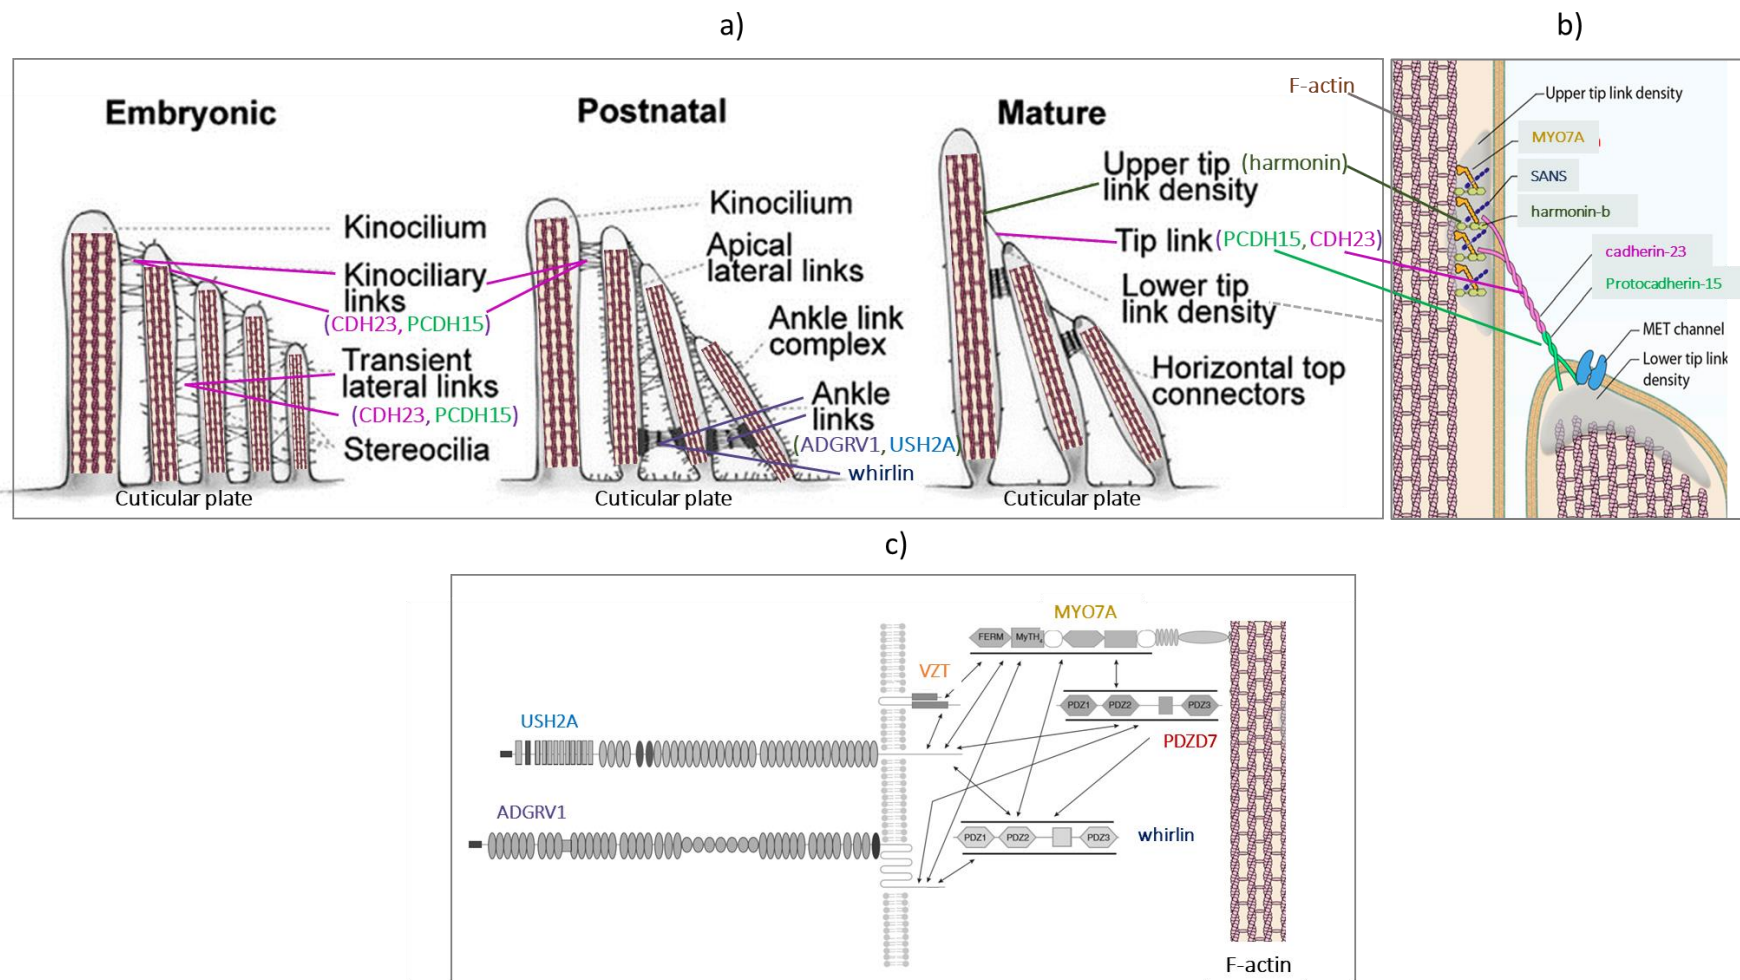 a)
b)
Embryonic
Postnatal
Mature
F-actin
Kinocilium
Kinociliary
links
(CDH23, PCDH15)
Transient
lateral links
(CDH23, PCDH15)
Stereocilia
Cuticular plate
Kinocilium
Apical
lateral links
Ankle link
complex
Ankle
links
(ADGRV1, USH2A)
whirlin
Cuticular plate
Upper tip (harmonin)
link density
Tip link (PCDH15, CDH23)
Lower tip
link density
Horizontal top
connectors
Cuticular plate
Upper tip link density
MYO7A
SANS
harmonin-b
cadherin-23
Protocadherin-15
MET channel
Lower tip link
density
c)
MYO7A
FERM MyTH4
VZT
PDZ1 PDZ2 PDZ3
USH2A
PDZD7
ADGRV1
PDZ1 PDZ2 PDZ3
whirlin
F-actin